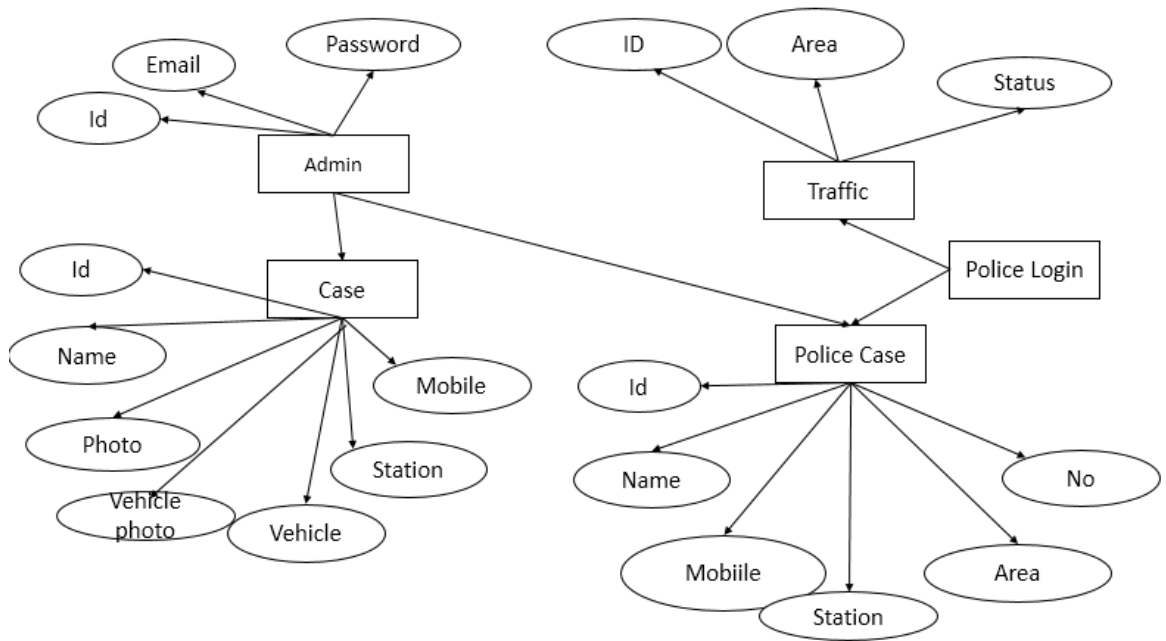 Password
Email
Id
Admin
ID
Area
Status
Traffic
Police Login
Id
Case
Name
Mobile
Photo
Station
Vehicle
photo
Vehicle
Police Case
Id
Name
No
Mobiile
Area
Station